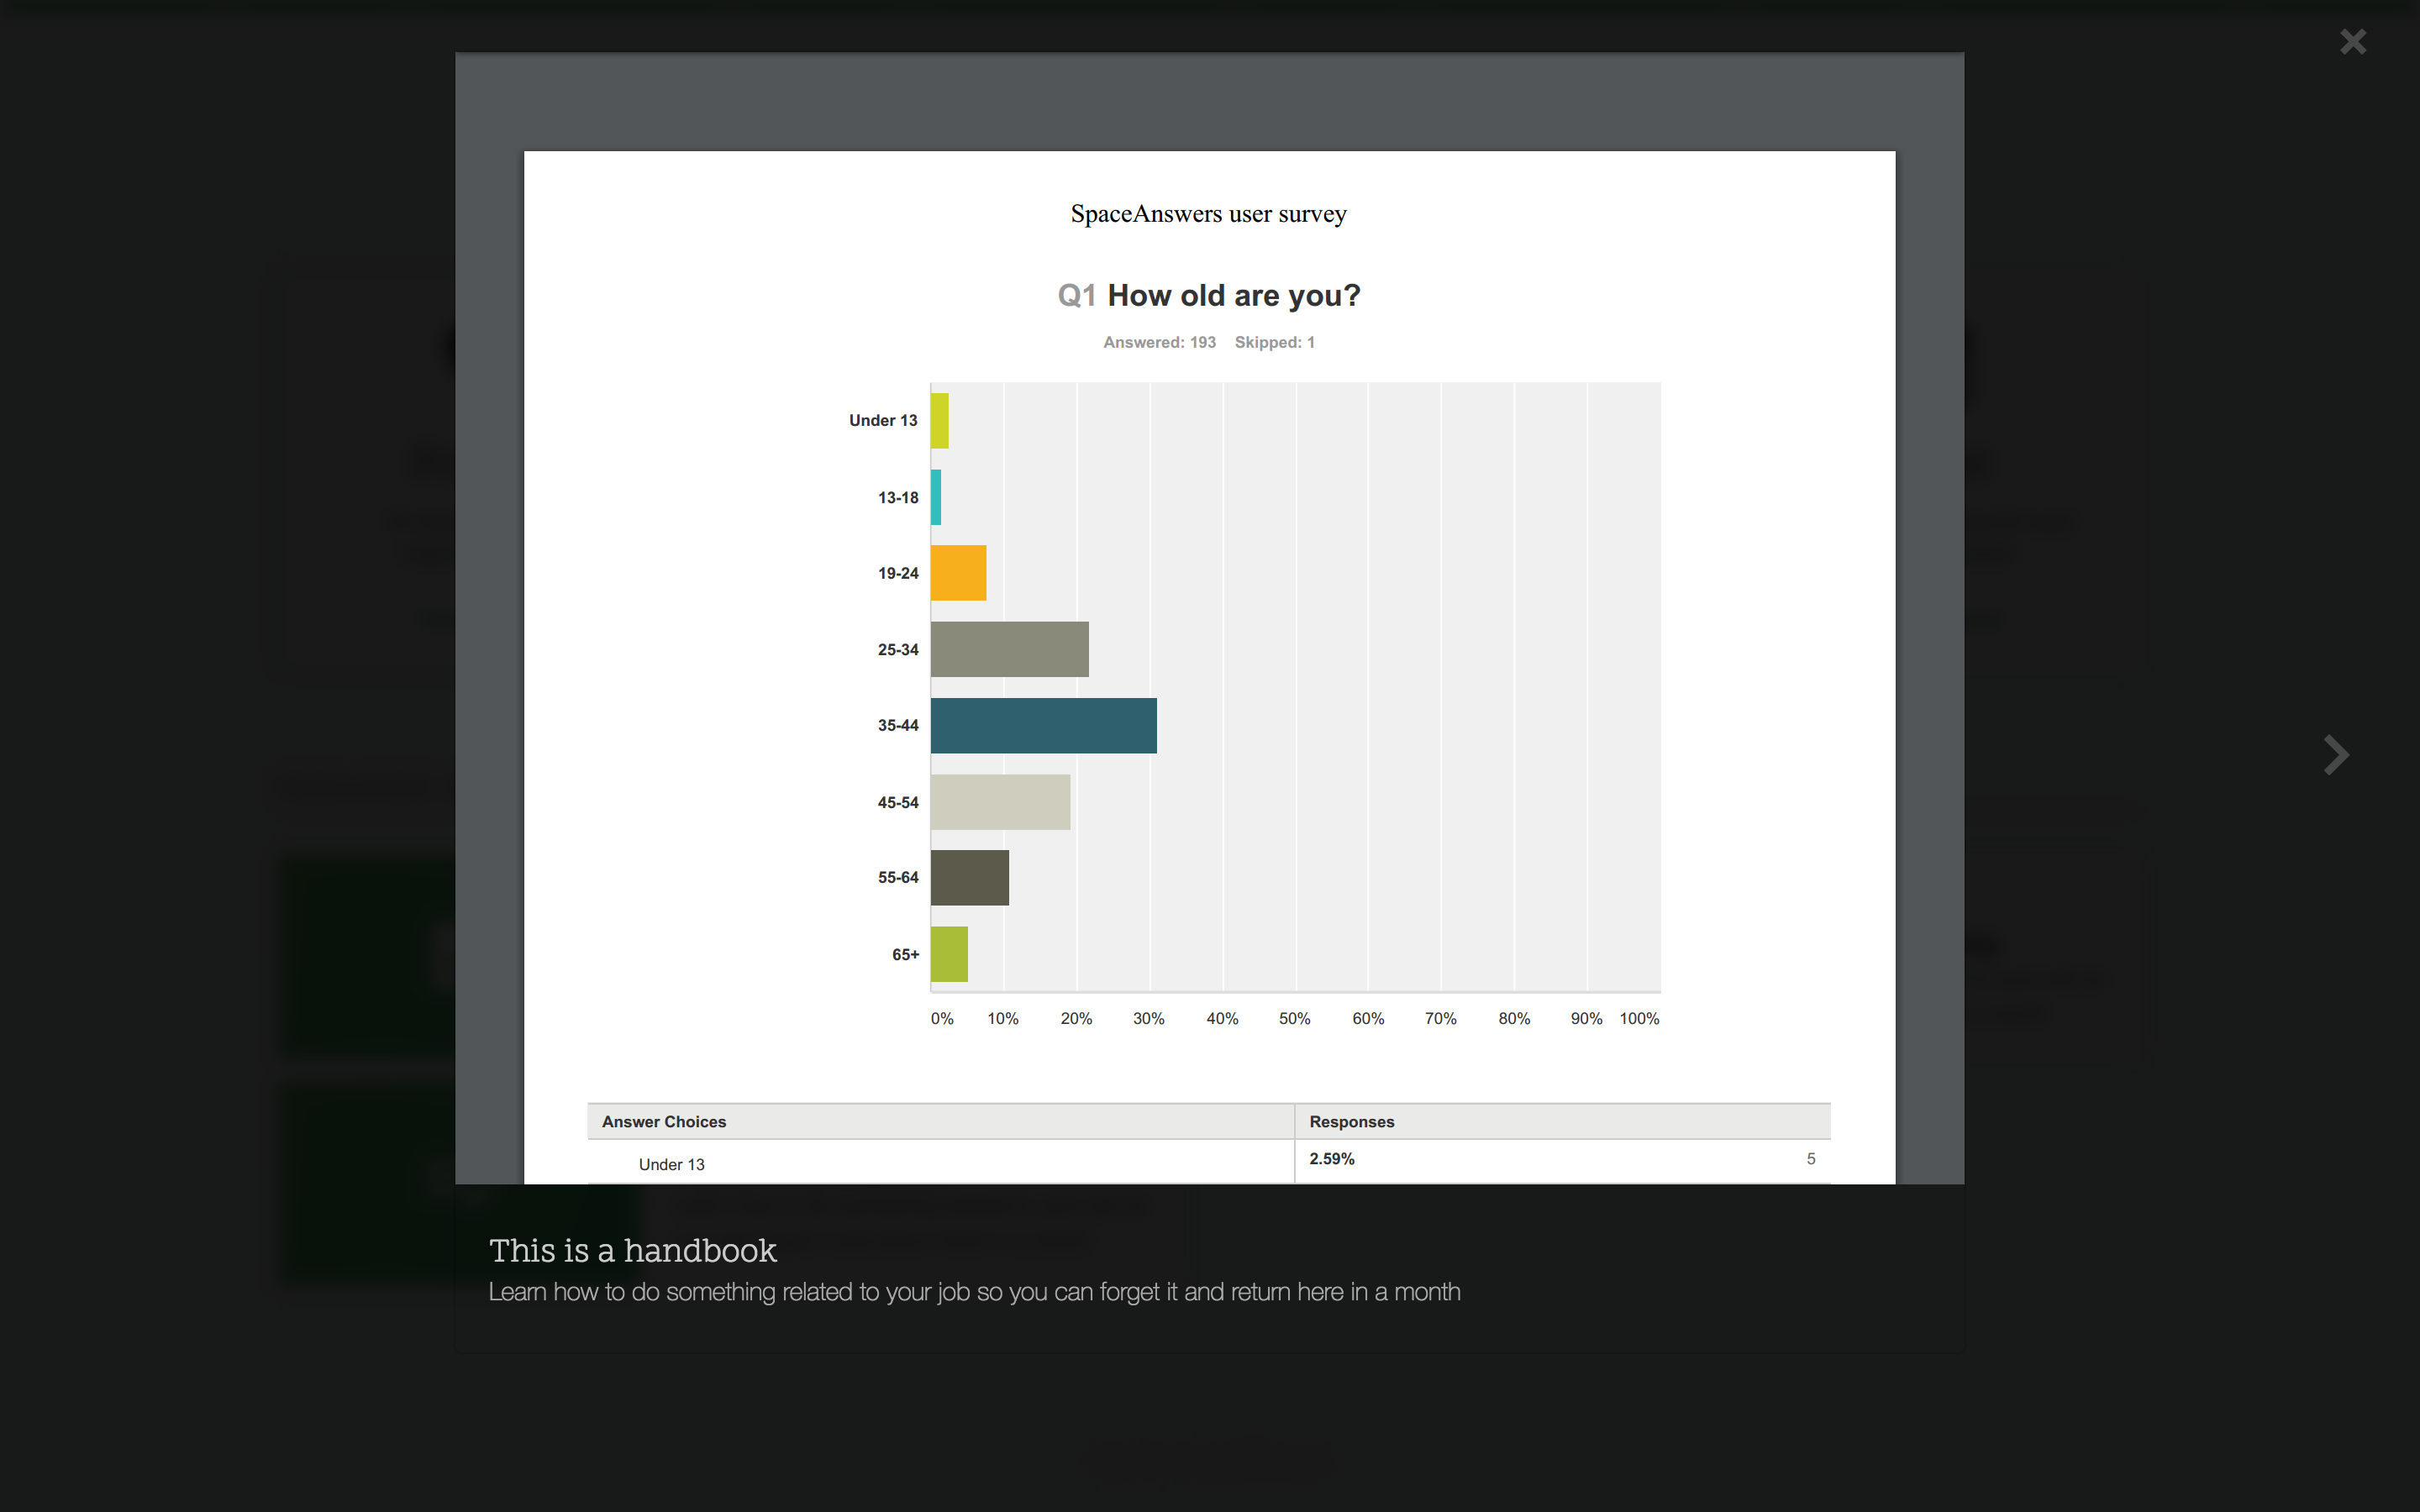 SpaceAnswers user survey
Q1 How old are you?
Answered: 193 Skipped: 1
Under 13
13-18
19-24
25-34
35-44
45-54
55-64
65+
0% 10% 20% 30% 40% 50% 60% 70% 80% 90% 100%
Answer Choices Responses
Under 13 2.59% 5
This is a handbook
Learn how to do something related to your job so you can forget it and return here in a month